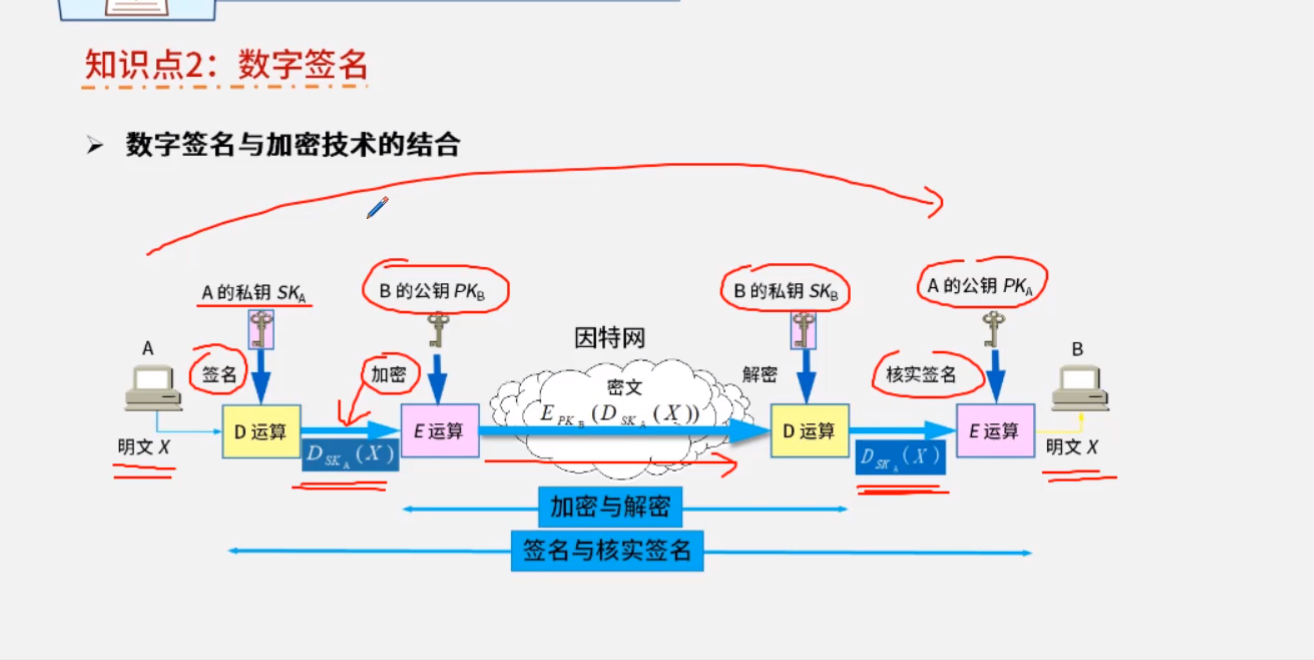 知识点2：数字签名
➢ 数字签名与加密技术的结合
A 的私钥 SK_A
B 的公钥 PK_B
B 的私钥 SK_B
A 的公钥 PK_A
因特网
A
B
签名
加密
密文
解密
核实签名
E_{PK_B}(D_{SK_A}(X))
D 运算
E 运算
D 运算
E 运算
明文 X
D_{SK_A}(X)
D_{SK_A}(X)
明文 X
加密与解密
签名与核实签名